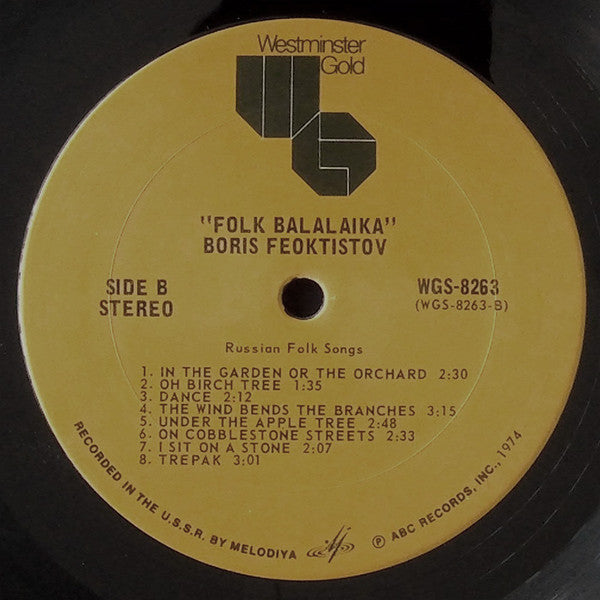 Westminster
Gold
"FOLK BALALAIKA"
BORIS FEOKTISTOV
SIDE B
STEREO
WGS-8263
(WGS-8263-B)
Russian Folk Songs
1. IN THE GARDEN OR THE ORCHARD 2:30
2. OH BIRCH TREE 1:35
3. DANCE 2:12
4. THE WIND BENDS THE BRANCHES 3:15
5. UNDER THE APPLE TREE 2:48
6. ON COBBLESTONE STREETS 2:33
7. I SIT ON A STONE 2:07
8. TREPAK 3:01
RECORDED IN THE U.S.S.R. BY MELODIYA
Ⓟ ABC RECORDS, INC., 1974